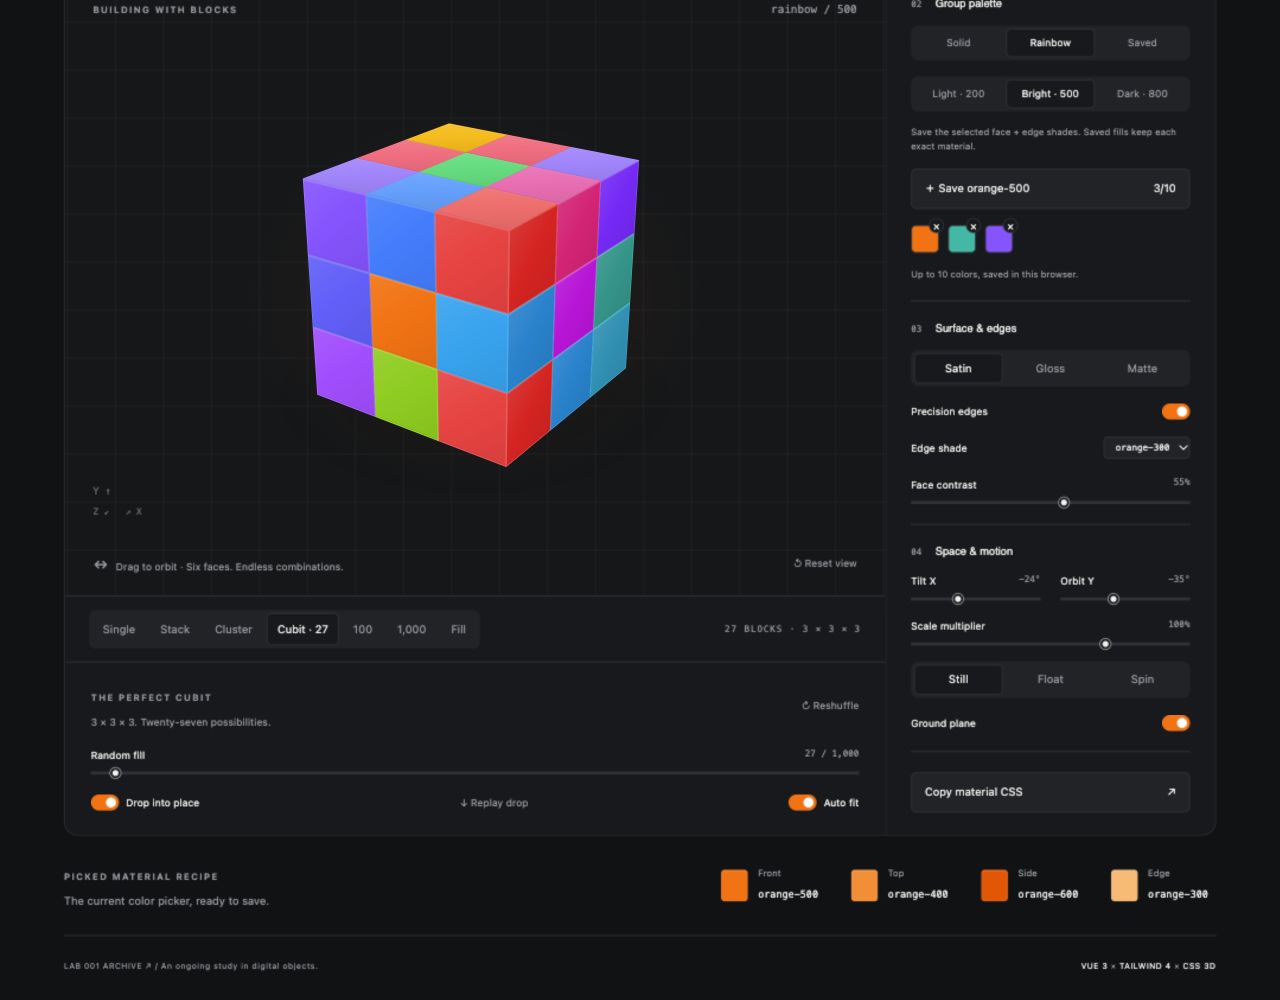 BUILDING WITH BLOCKS
rainbow / 500
Y ↑
Z ↙ ↗ X
↔ Drag to orbit · Six faces. Endless combinations.
↺ Reset view
Single Stack Cluster Cubit · 27 100 1,000 Fill
27 BLOCKS · 3 × 3 × 3
THE PERFECT CUBIT
3 × 3 × 3. Twenty-seven possibilities.
↻ Reshuffle
Random fill
27 / 1,000
Drop into place
↓ Replay drop
Auto fit
02 Group palette
Solid Rainbow Saved
Light · 200 Bright · 500 Dark · 800
Save the selected face + edge shades. Saved fills keep each
exact material.
+ Save orange-500 3/10
× × ×
Up to 10 colors, saved in this browser.
03 Surface & edges
Satin Gloss Matte
Precision edges
Edge shade orange-300
Face contrast 55%
04 Space & motion
Tilt X −24° Orbit Y −35°
Scale multiplier 100%
Still Float Spin
Ground plane
Copy material CSS ↗
PICKED MATERIAL RECIPE
The current color picker, ready to save.
Front
orange-500
Top
orange-400
Side
orange-600
Edge
orange-300
LAB 001 ARCHIVE ↗ / An ongoing study in digital objects.
VUE 3 × TAILWIND 4 × CSS 3D